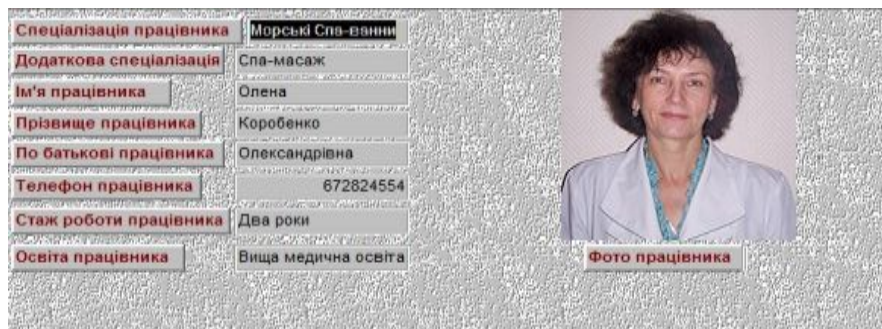 Спеціалізація працівника Морські Спа-ванни
Додаткова спеціалізація Спа-масаж
Ім'я працівника Олена
Прізвище працівника Коробенко
По батькові працівника Олександрівна
Телефон працівника 672824554
Стаж роботи працівника Два роки
Освіта працівника Вища медична освіта
Фото працівника